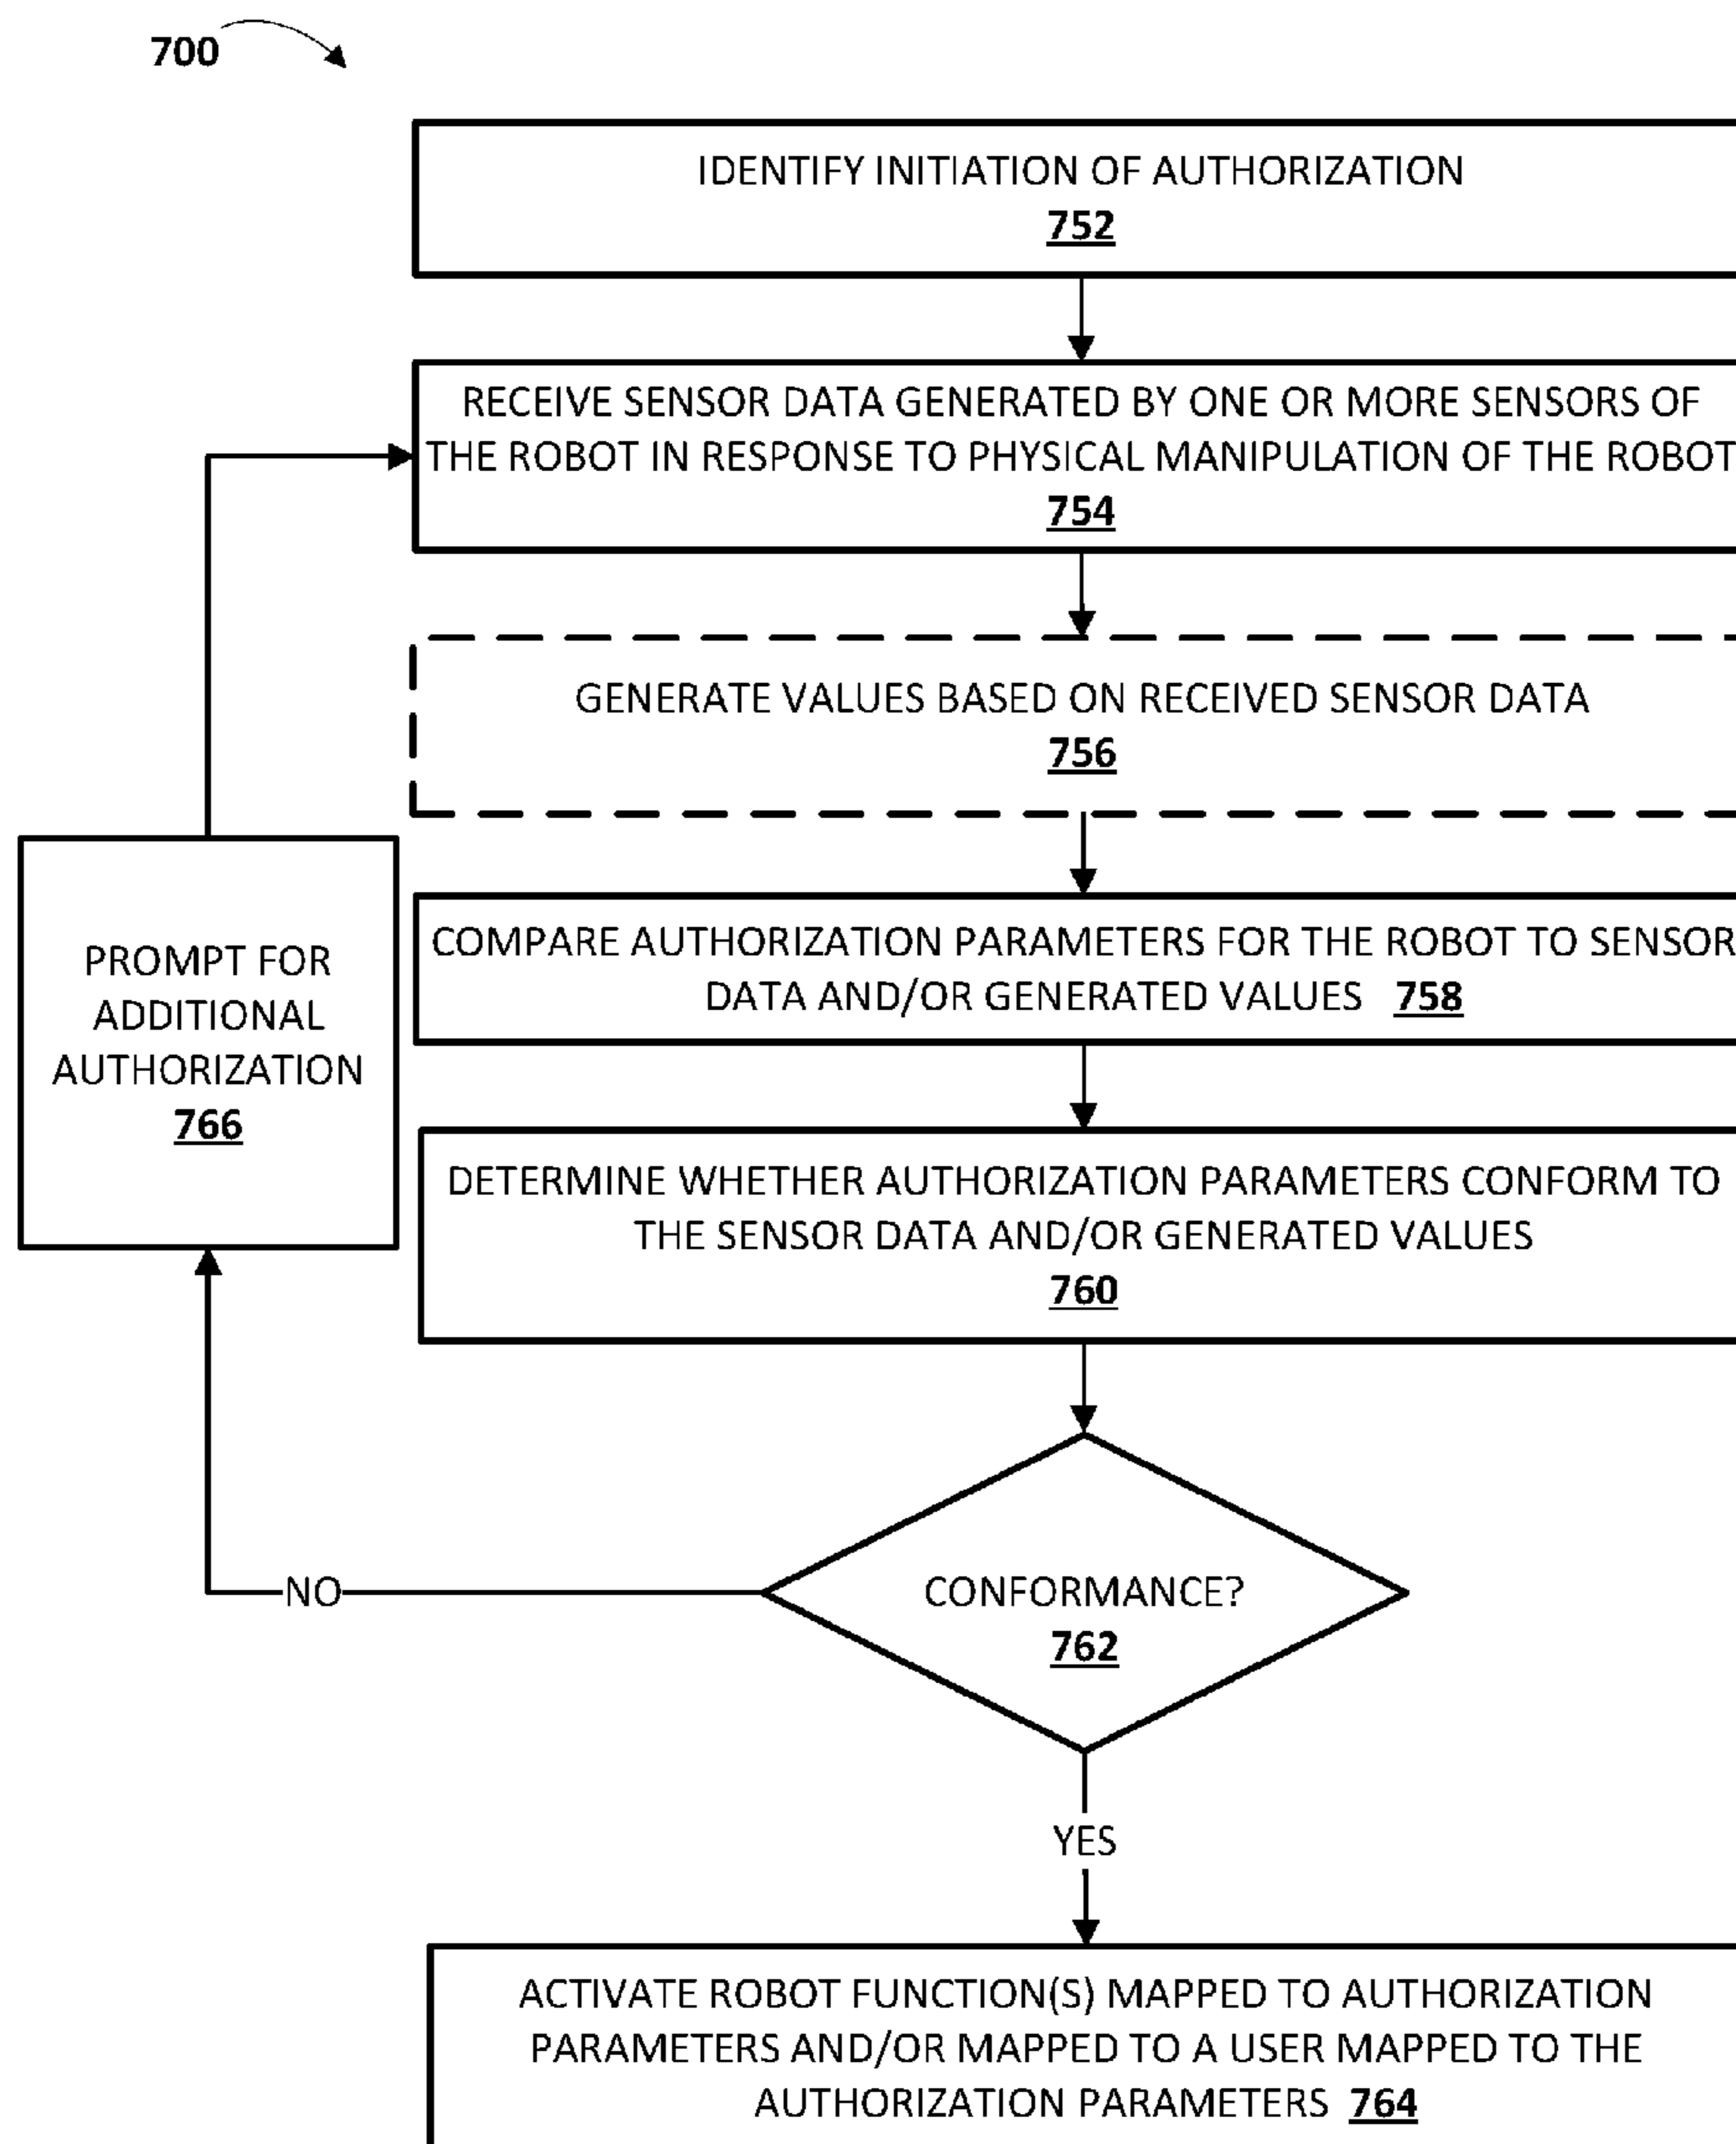 700
IDENTIFY INITIATION OF AUTHORIZATION
752
RECEIVE SENSOR DATA GENERATED BY ONE OR MORE SENSORS OF
THE ROBOT IN RESPONSE TO PHYSICAL MANIPULATION OF THE ROBOT
754
GENERATE VALUES BASED ON RECEIVED SENSOR DATA
756
COMPARE AUTHORIZATION PARAMETERS FOR THE ROBOT TO SENSOR
DATA AND/OR GENERATED VALUES 758
PROMPT FOR
ADDITIONAL
AUTHORIZATION
766
DETERMINE WHETHER AUTHORIZATION PARAMETERS CONFORM TO
THE SENSOR DATA AND/OR GENERATED VALUES
760
CONFORMANCE?
762
NO
YES
ACTIVATE ROBOT FUNCTION(S) MAPPED TO AUTHORIZATION
PARAMETERS AND/OR MAPPED TO A USER MAPPED TO THE
AUTHORIZATION PARAMETERS 764